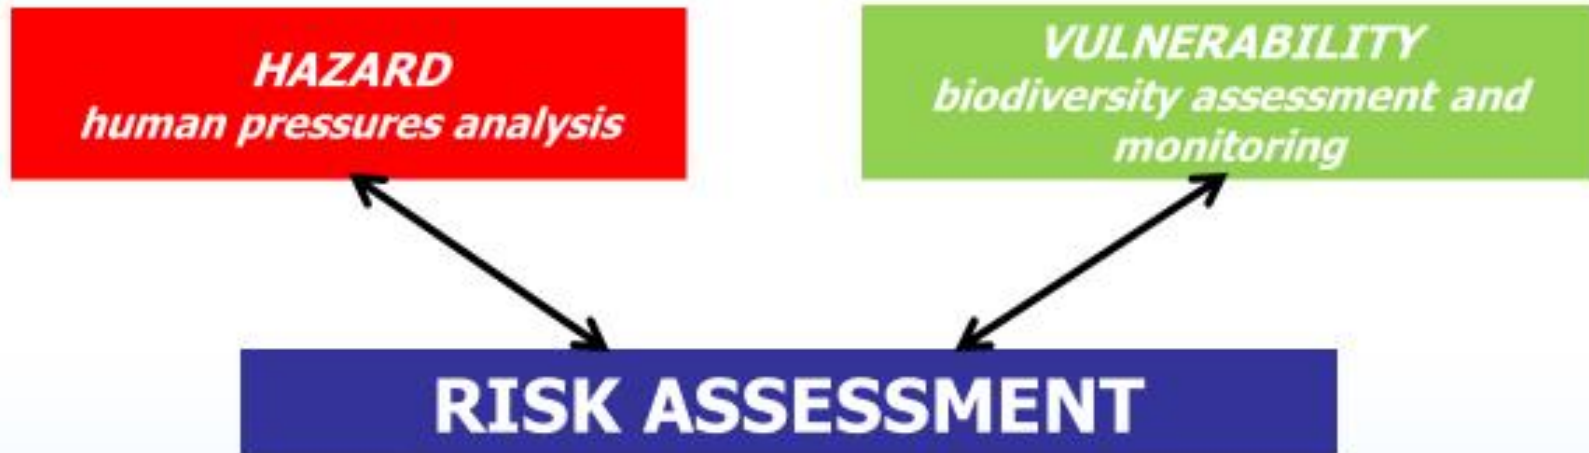 HAZARD
human pressures analysis
VULNERABILITY
biodiversity assessment and
monitoring
RISK ASSESSMENT